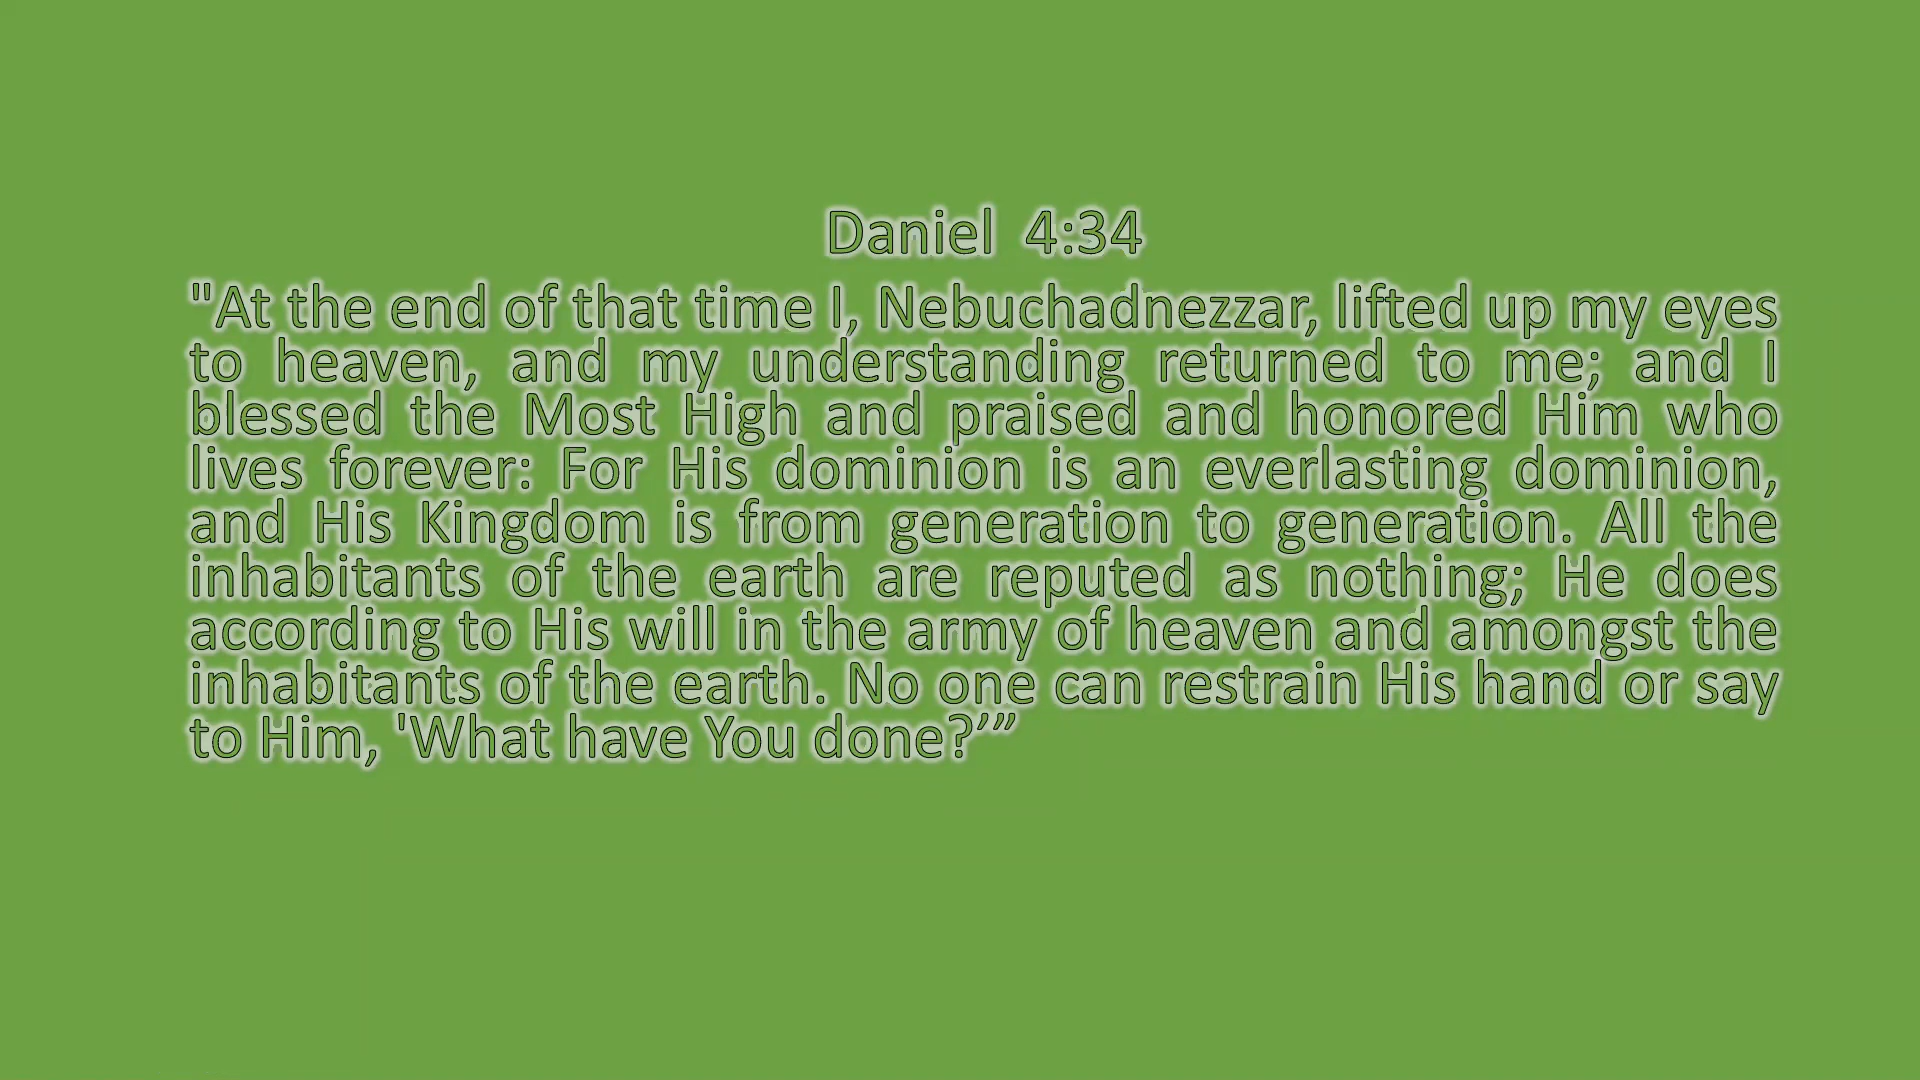 Daniel 4:34
"At the end of that time I, Nebuchadnezzar, lifted up my eyes
to heaven, and my understanding returned to me; and I
blessed the Most High and praised and honored Him who
lives forever: For His dominion is an everlasting dominion,
and His Kingdom is from generation to generation. All the
inhabitants of the earth are reputed as nothing; He does
according to His will in the army of heaven and amongst the
inhabitants of the earth. No one can restrain His hand or say
to Him, 'What have You done?’”